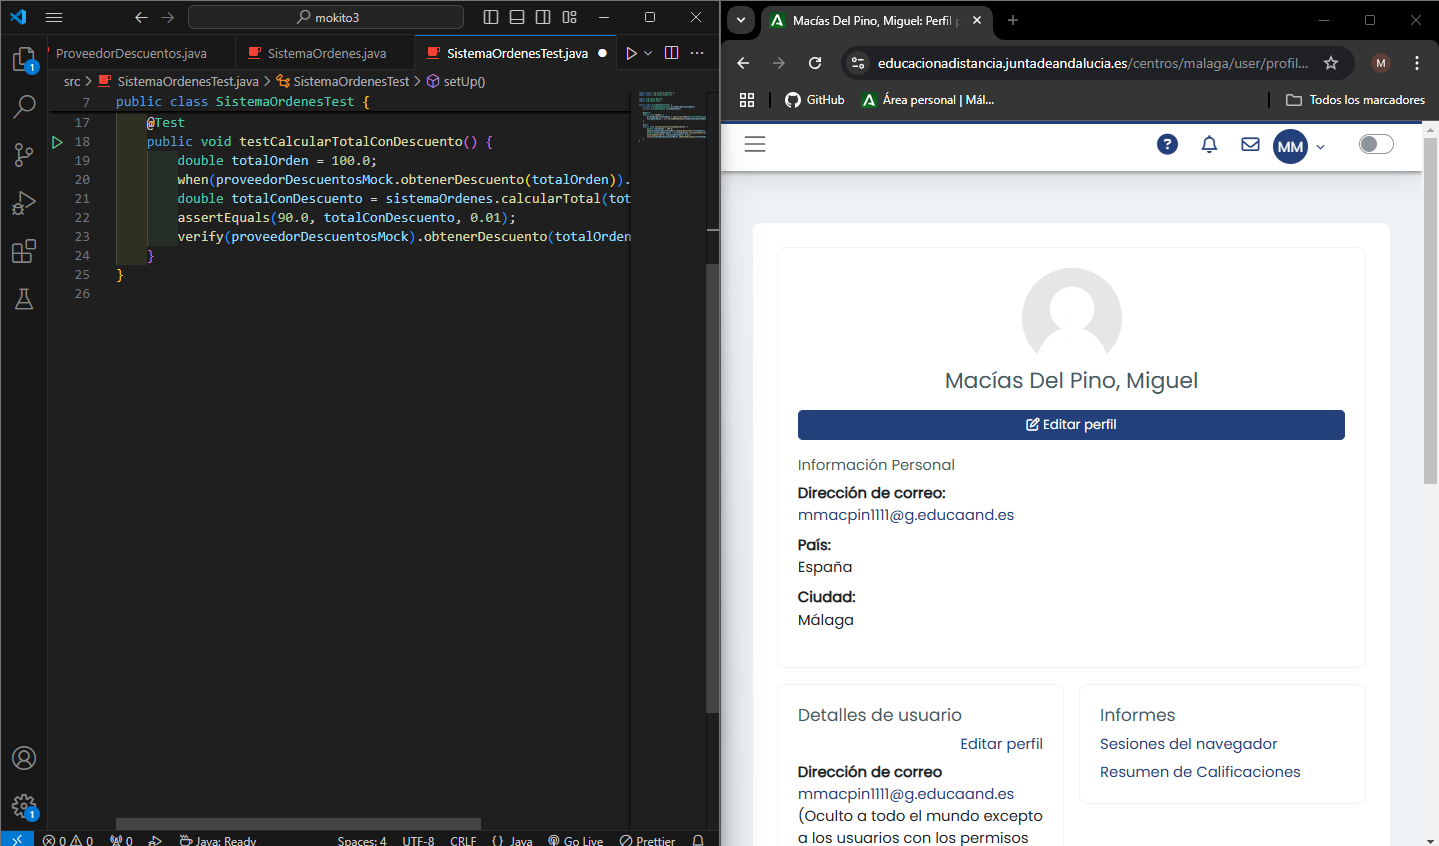 mokito3
ProveedorDescuentos.java
SistemaOrdenes.java
SistemaOrdenesTest.java
src > SistemaOrdenesTest.java > SistemaOrdenesTest > setUp()
7 public class SistemaOrdenesTest {
17 @Test
18 public void testCalcularTotalConDescuento() {
19 double totalOrden = 100.0;
20 when(proveedorDescuentosMock.obtenerDescuento(totalOrden)).
21 double totalConDescuento = sistemaOrdenes.calcularTotal(tot
22 assertEquals(90.0, totalConDescuento, 0.01);
23 verify(proveedorDescuentosMock).obtenerDescuento(totalOrden
24 }
25 }
26
1
1
0 0 0 Java: Ready Spaces: 4 UTF-8 CRLF {} Java Go Live Prettier
Macías Del Pino, Miguel: Perfil p
educacionadistancia.juntadeandalucia.es/centros/malaga/user/profil...
M
GitHub
Área personal | Mál...
Todos los marcadores
MM
Macías Del Pino, Miguel
Editar perfil
Información Personal
Dirección de correo:
mmacpin1111@g.educaand.es
País:
España
Ciudad:
Málaga
Detalles de usuario
Editar perfil
Dirección de correo
mmacpin1111@g.educaand.es
(Oculto a todo el mundo excepto
a los usuarios con los permisos
Informes
Sesiones del navegador
Resumen de Calificaciones